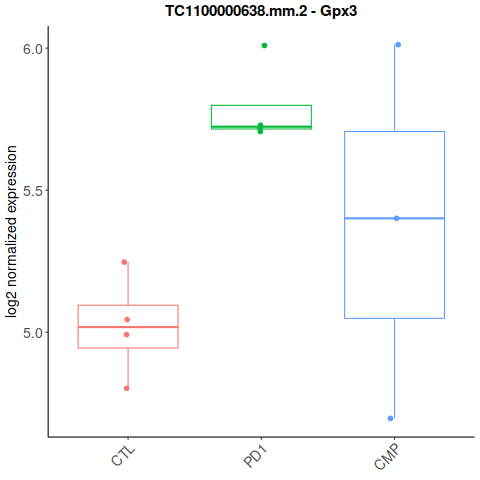 TC1100000638.mm.2 - Gpx3
log2 normalized expression
6.0
5.5
5.0
CTL
PD1
CMP